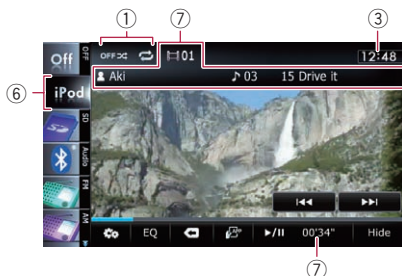 ① ⑦ ③
Off OFF OFF 01 12:48
Aki 03 15 Drive it
⑥ iPod
SD
Audio
FM
AM
EQ 00'34" Hide
⑦